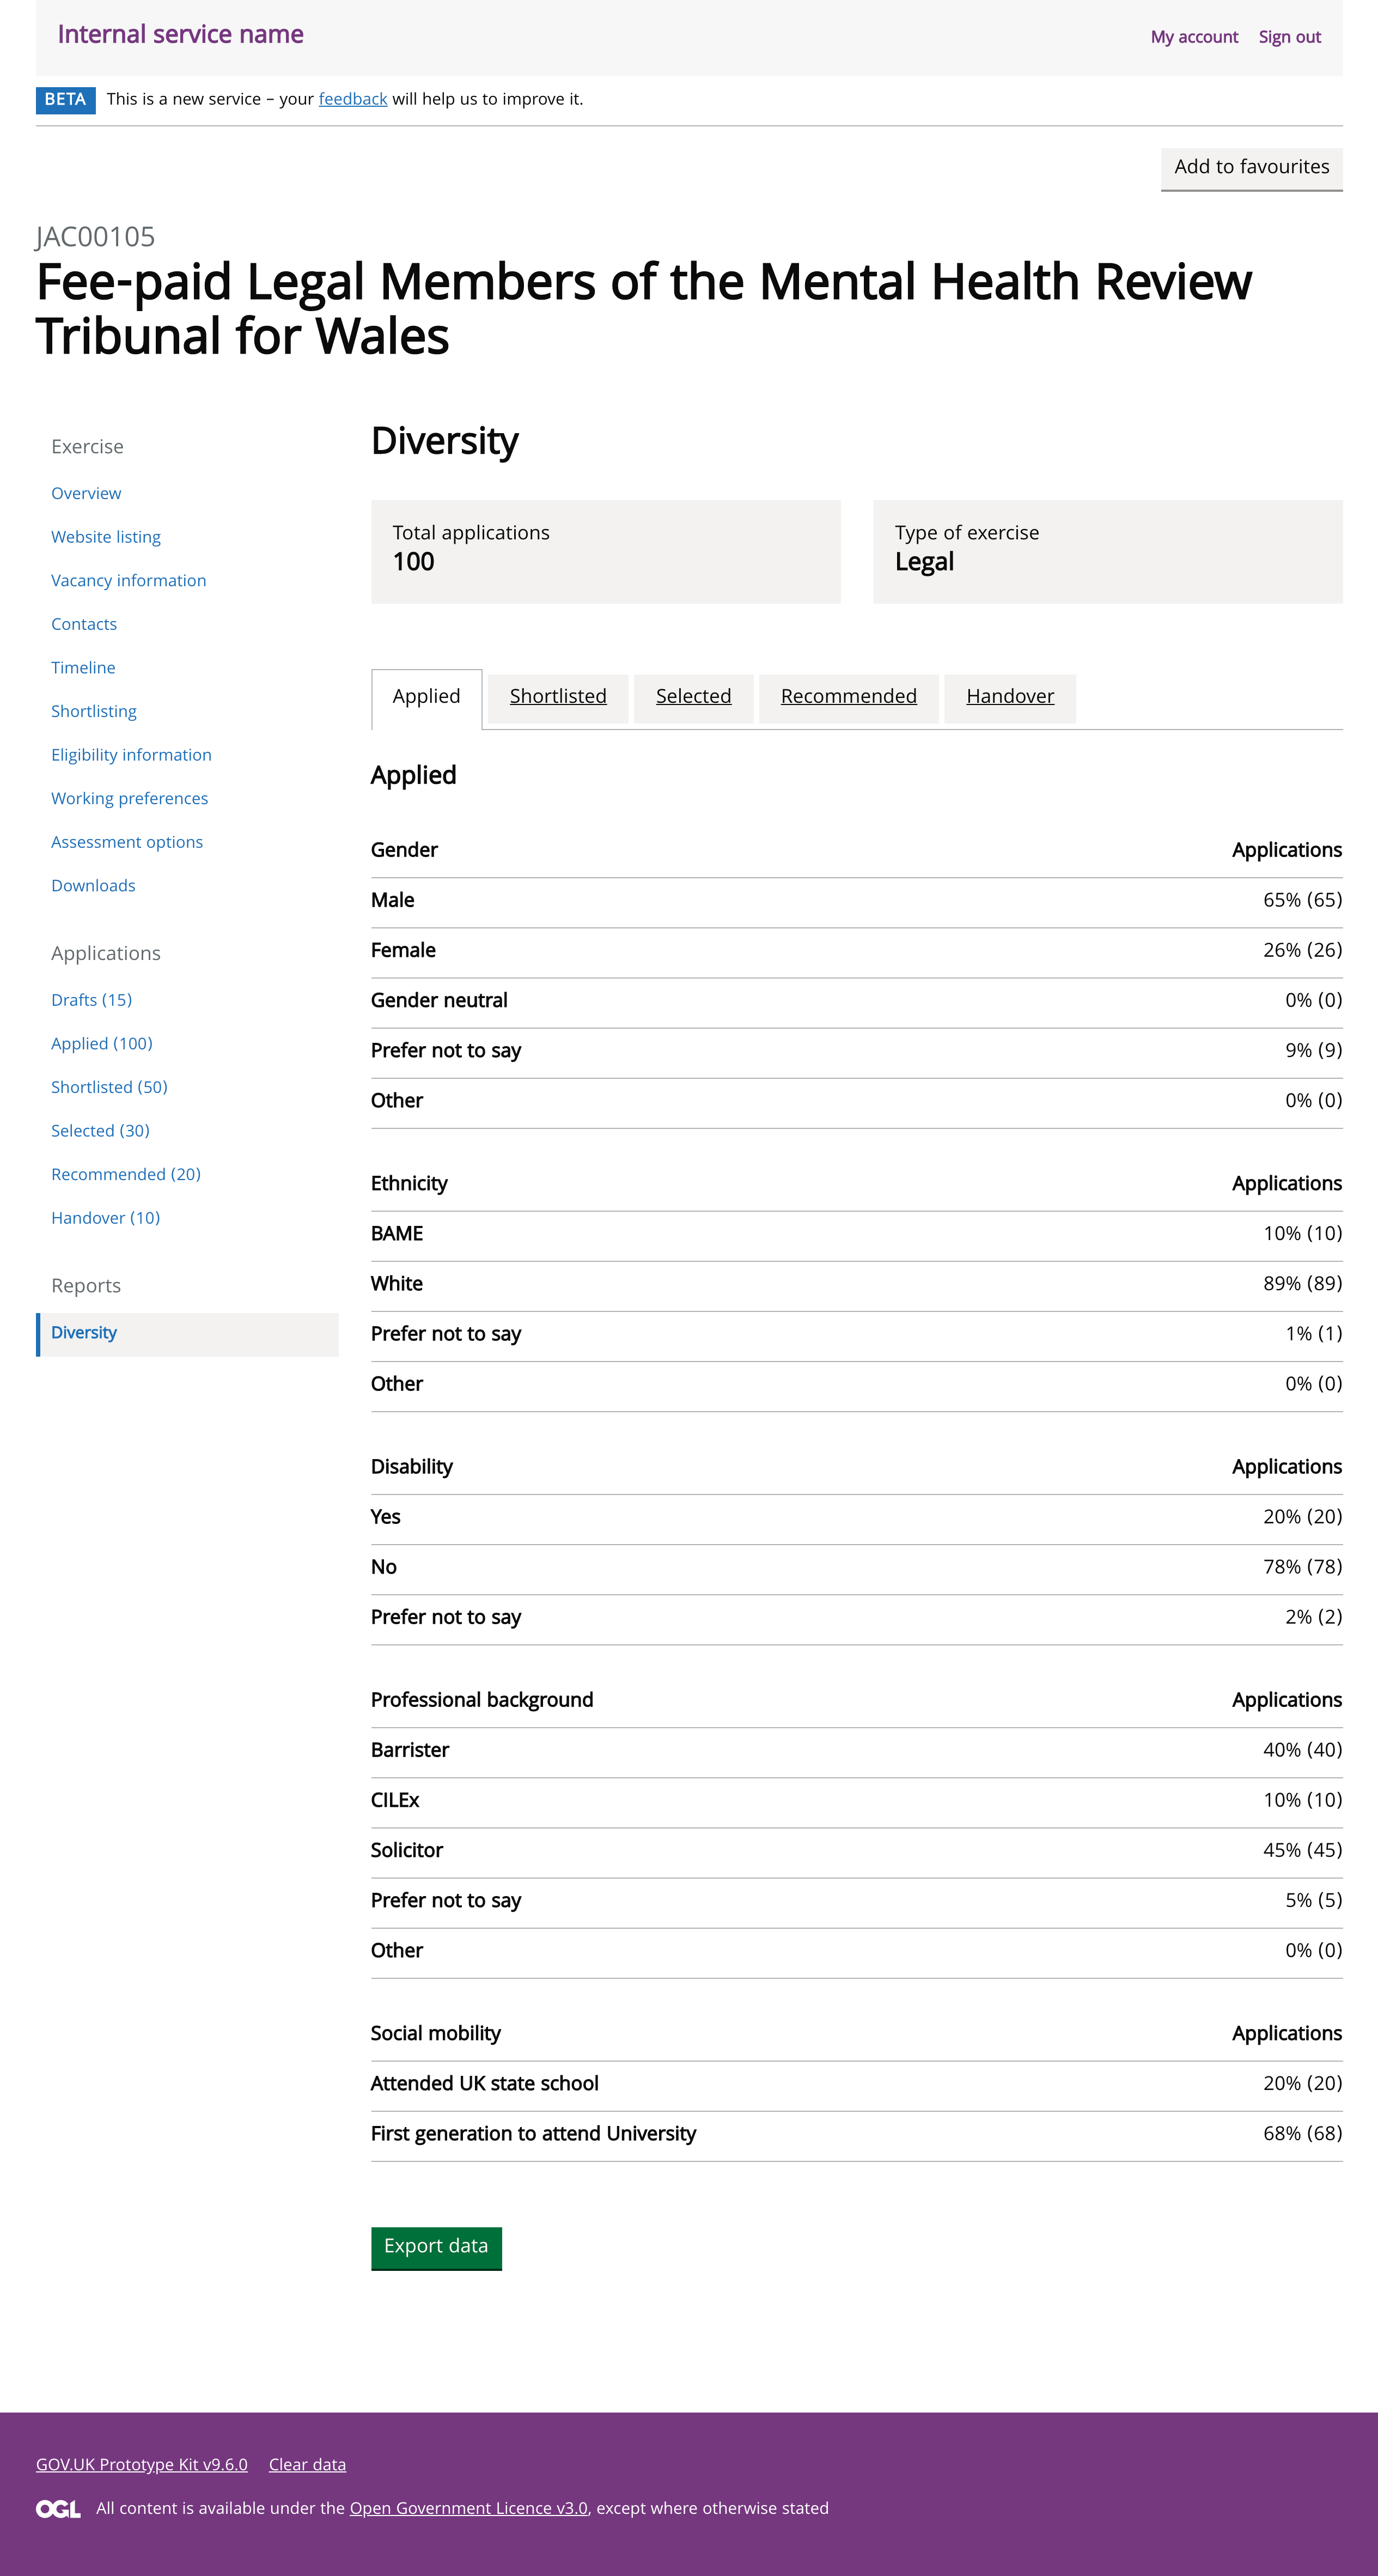 Internal service name
My account Sign out
BETA This is a new service – your feedback will help us to improve it.
Add to favourites
JAC00105
Fee-paid Legal Members of the Mental Health Review
Tribunal for Wales
Exercise
Overview
Website listing
Vacancy information
Contacts
Timeline
Shortlisting
Eligibility information
Working preferences
Assessment options
Downloads
Applications
Drafts (15)
Applied (100)
Shortlisted (50)
Selected (30)
Recommended (20)
Handover (10)
Reports
Diversity
Diversity
Total applications
100
Type of exercise
Legal
Applied Shortlisted Selected Recommended Handover
Applied
Gender Applications
Male 65% (65)
Female 26% (26)
Gender neutral 0% (0)
Prefer not to say 9% (9)
Other 0% (0)
Ethnicity Applications
BAME 10% (10)
White 89% (89)
Prefer not to say 1% (1)
Other 0% (0)
Disability Applications
Yes 20% (20)
No 78% (78)
Prefer not to say 2% (2)
Professional background Applications
Barrister 40% (40)
CILEx 10% (10)
Solicitor 45% (45)
Prefer not to say 5% (5)
Other 0% (0)
Social mobility Applications
Attended UK state school 20% (20)
First generation to attend University 68% (68)
Export data
GOV.UK Prototype Kit v9.6.0 Clear data
OGL All content is available under the Open Government Licence v3.0, except where otherwise stated